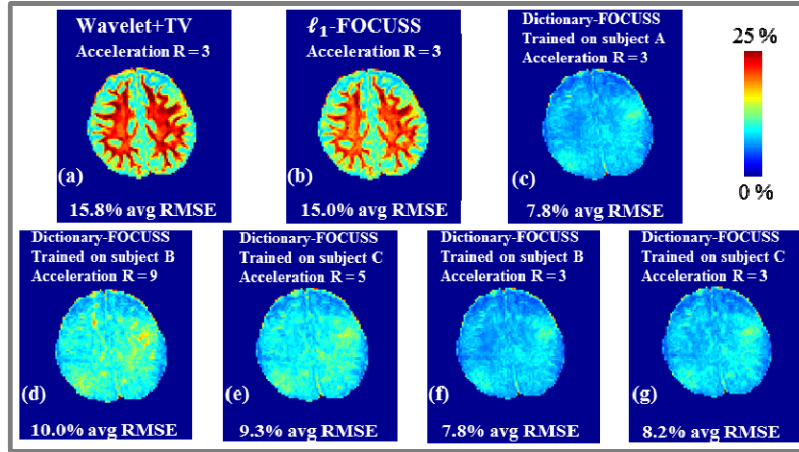 Wavelet+TV
Acceleration R = 3
(a)
15.8% avg RMSE
ℓ₁-FOCUSS
Acceleration R = 3
(b)
15.0% avg RMSE
Dictionary-FOCUSS
Trained on subject A
Acceleration R = 3
(c)
7.8% avg RMSE
25 %
0 %
Dictionary-FOCUSS
Trained on subject B
Acceleration R = 9
(d)
10.0% avg RMSE
Dictionary-FOCUSS
Trained on subject C
Acceleration R = 5
(e)
9.3% avg RMSE
Dictionary-FOCUSS
Trained on subject B
Acceleration R = 3
(f)
7.8% avg RMSE
Dictionary-FOCUSS
Trained on subject C
Acceleration R = 3
(g)
8.2% avg RMSE